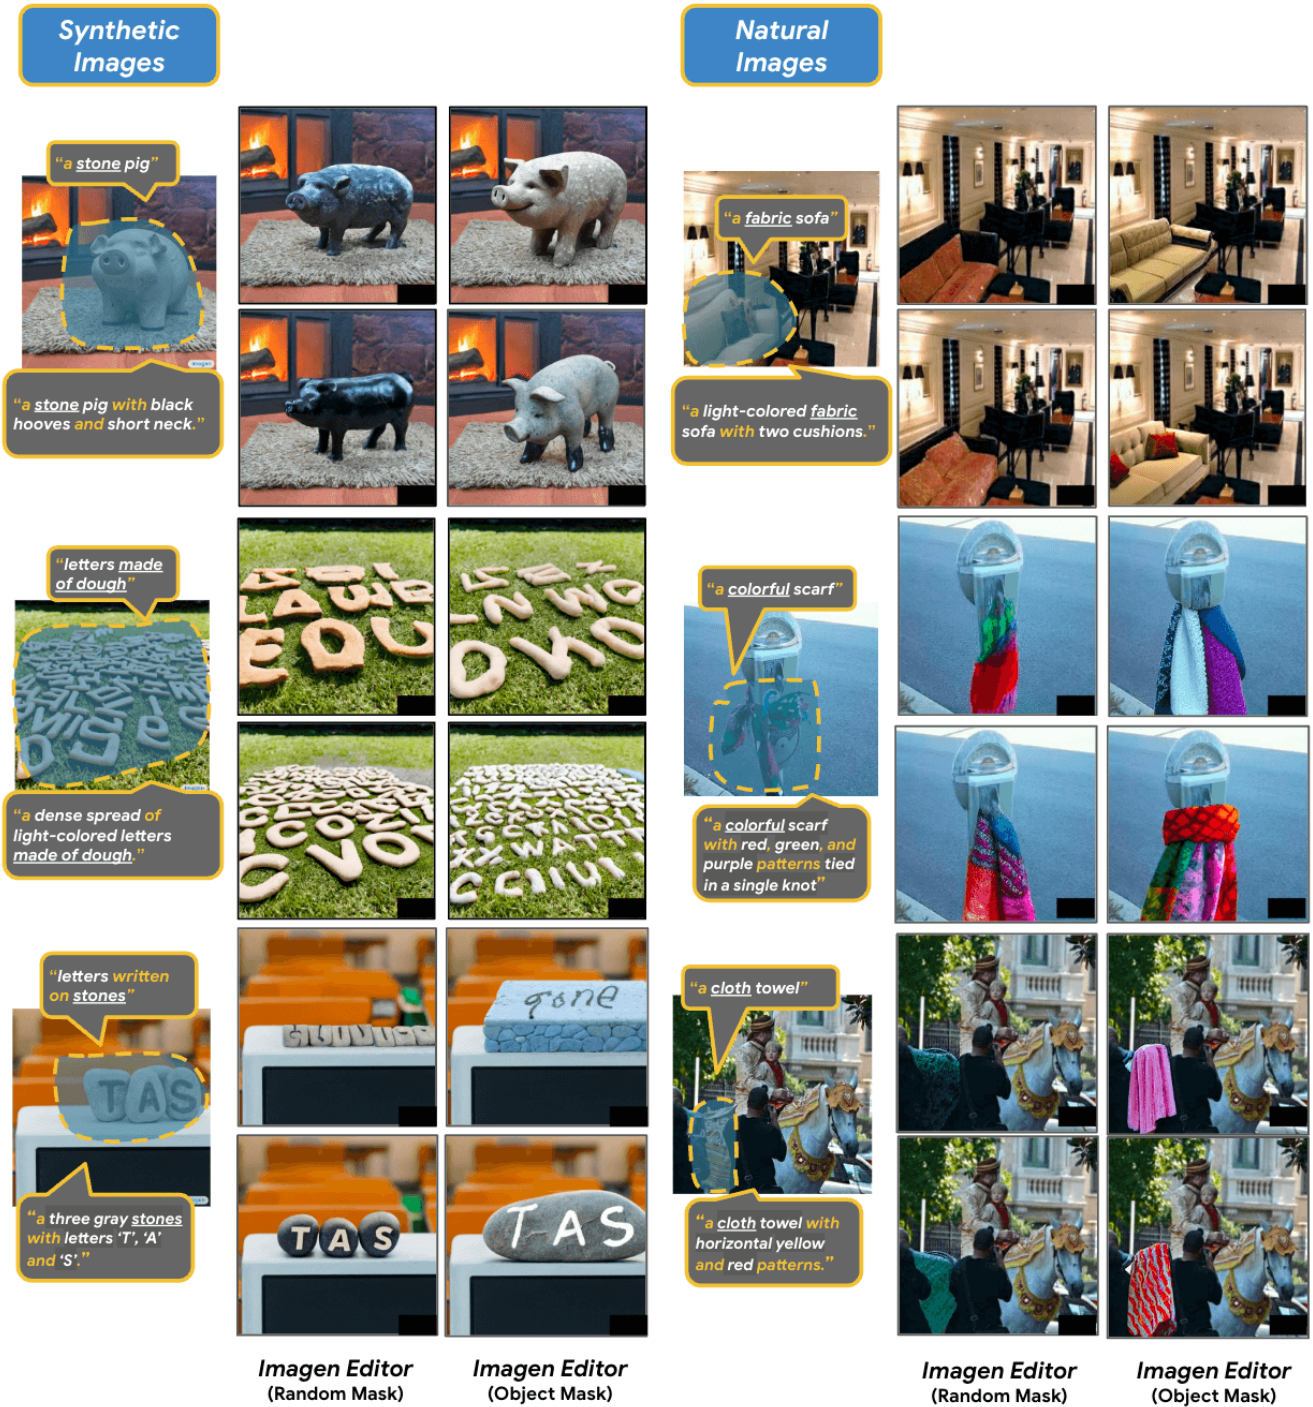 Synthetic
Images
Natural
Images
“a stone pig”
“a stone pig with black
hooves and short neck.”
“a fabric sofa”
“a light-colored fabric
sofa with two cushions.”
“letters made
of dough”
“a dense spread of
light-colored letters
made of dough.”
“a colorful scarf”
“a colorful scarf
with red, green, and
purple patterns tied
in a single knot”
“letters written
on stones”
TAS
“a three gray stones
with letters ‘T’, ‘A’
and ‘S’.”
TAS
TAS
“a cloth towel”
“a cloth towel with
horizontal yellow
and red patterns.”
Imagen Editor
(Random Mask)
Imagen Editor
(Object Mask)
Imagen Editor
(Random Mask)
Imagen Editor
(Object Mask)